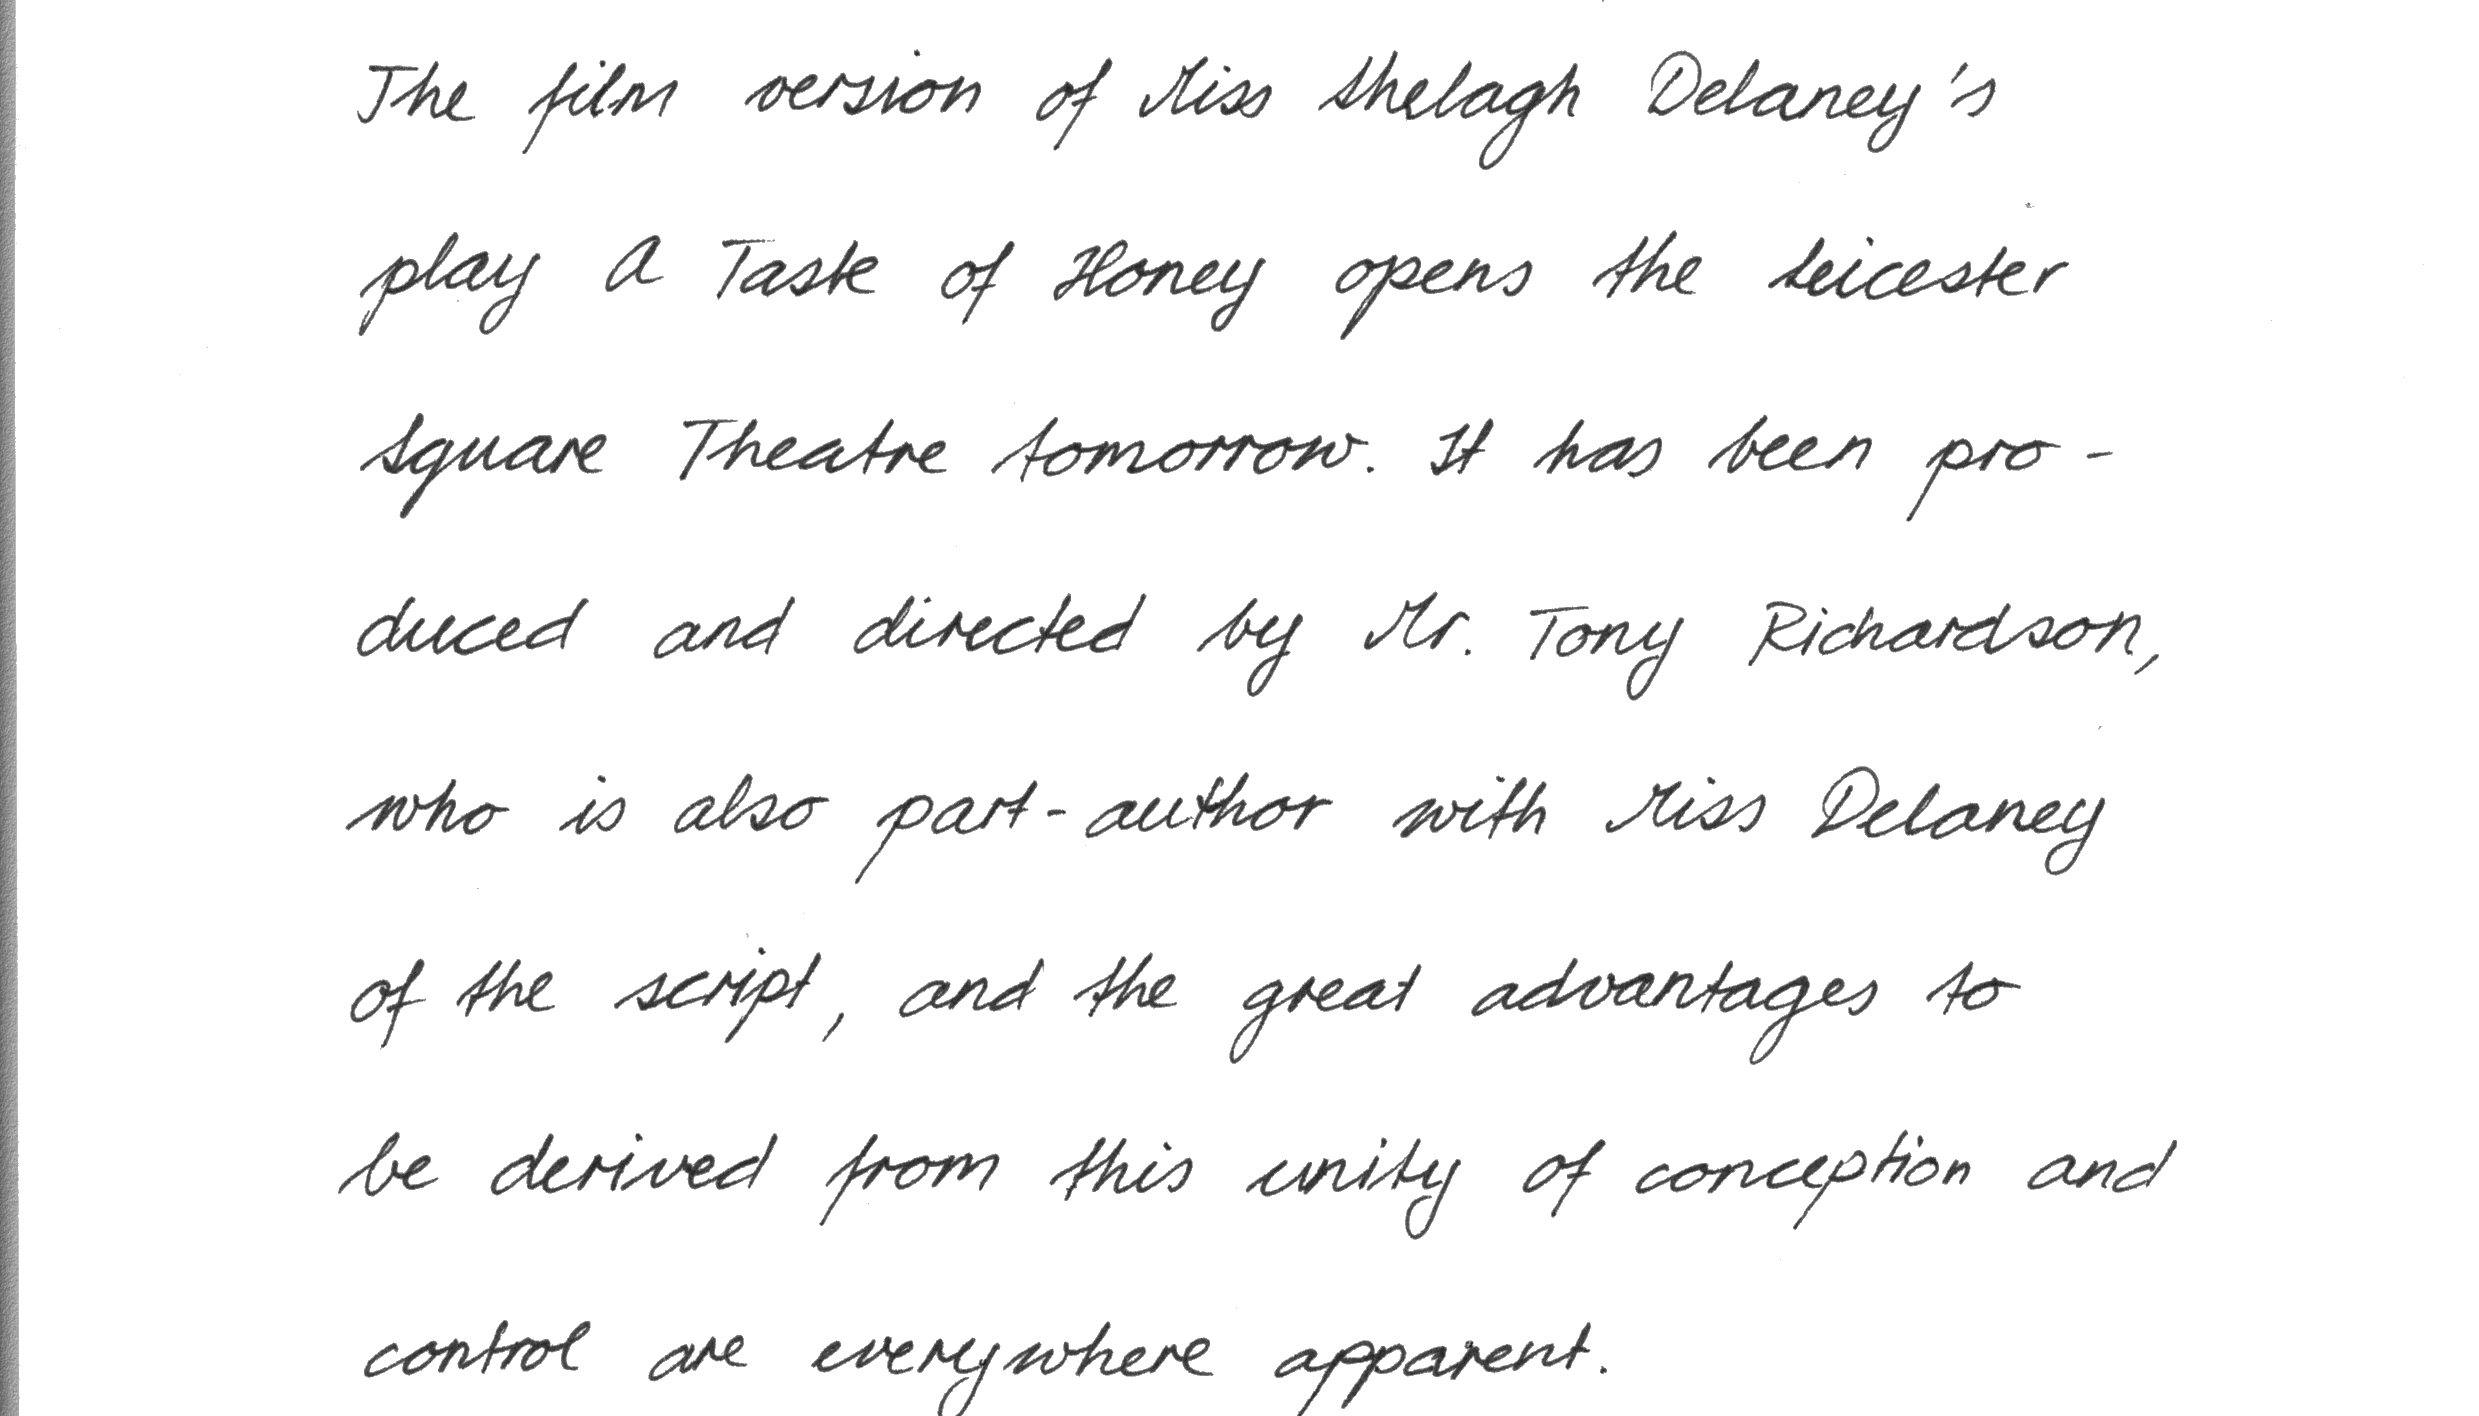 The film version of Miss Shelagh Delaney's
play A Taste of Honey opens the Leicester
Square Theatre tomorrow. It has been pro-
duced and directed by Mr. Tony Richardson,
who is also part-author with Miss Delaney
of the script, and the great advantages to
be derived from this unity of conception and
control are everywhere apparent.